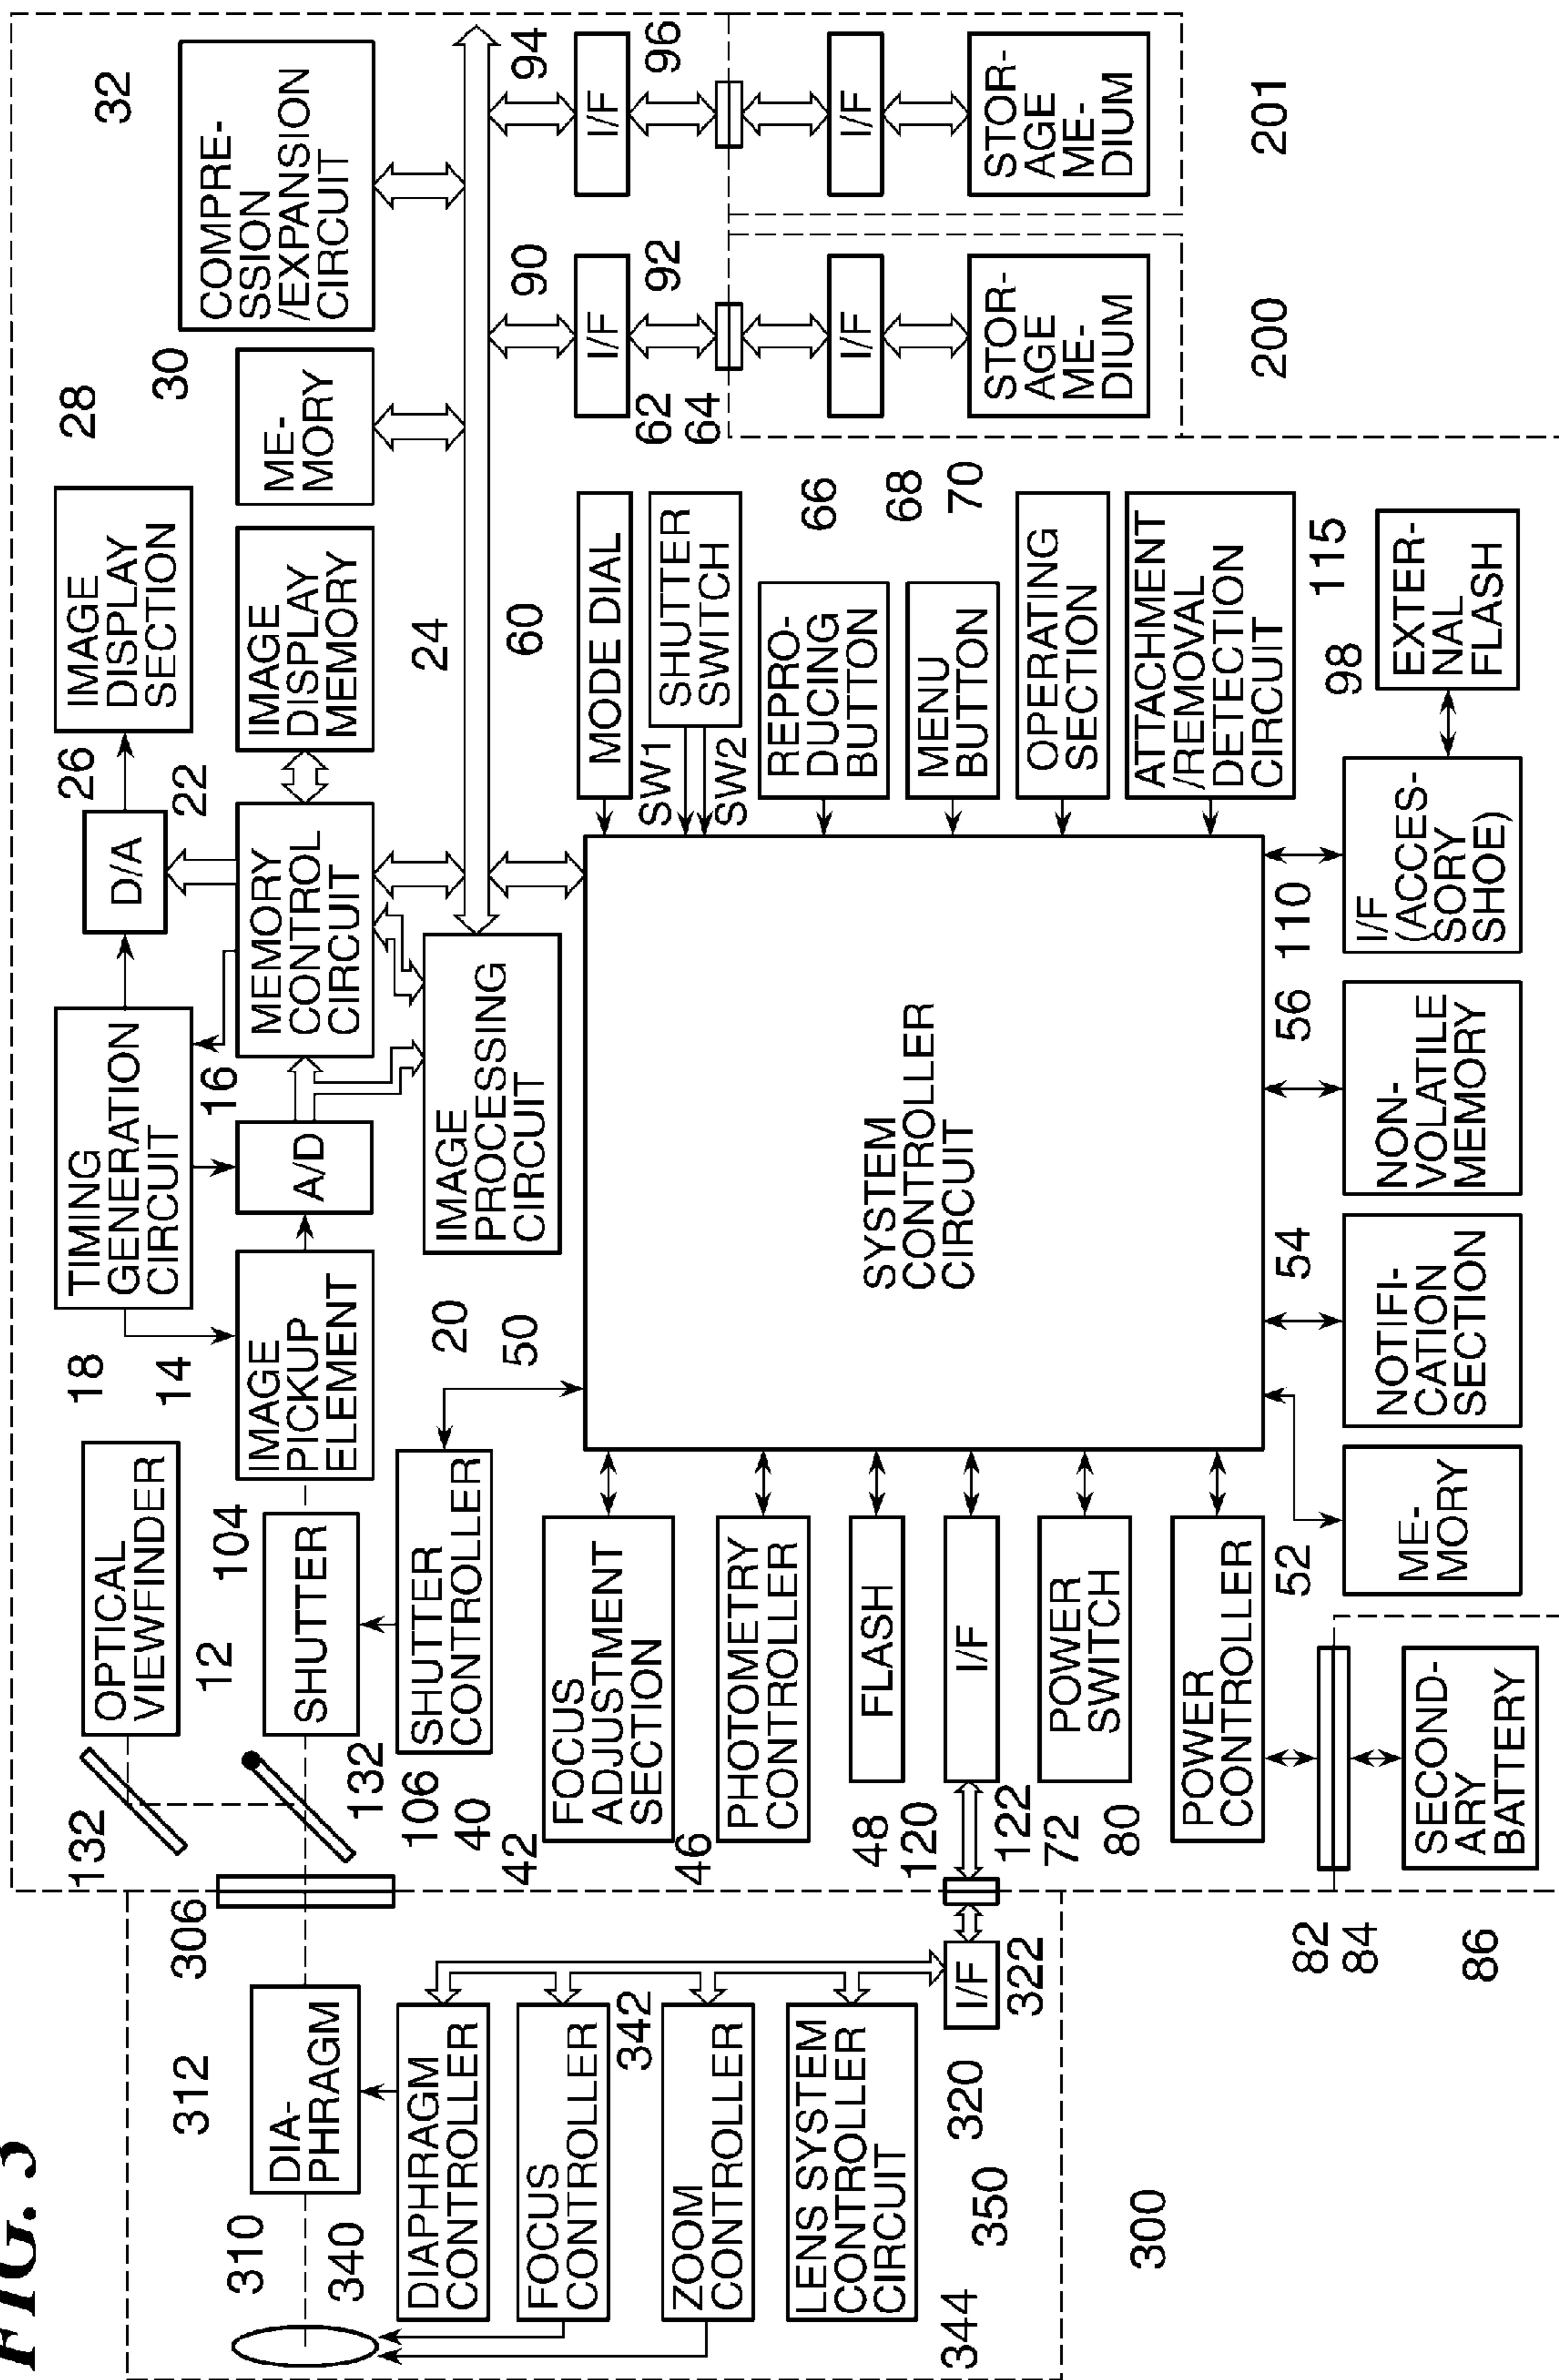 FIG. 3
312
310
340
DIA-
PHRAGM
306
DIAPHRAGM
CONTROLLER
FOCUS
CONTROLLER
342
ZOOM
CONTROLLER
LENS SYSTEM
CONTROLLER
CIRCUIT
344
350
320
I/F
322
300
132
OPTICAL
VIEWFINDER
12
104
132
SHUTTER
106
40
SHUTTER
CONTROLLER
18
14
TIMING
GENERATION
CIRCUIT
IMAGE
PICKUP
ELEMENT
16
A/D
20
50
IMAGE
PROCESSING
CIRCUIT
22
26
D/A
MEMORY
CONTROL
CIRCUIT
28
IMAGE
DISPLAY
SECTION
IMAGE
DISPLAY
MEMORY
24
30
ME-
MORY
32
COMPRE-
SSION
/EXPANSION
CIRCUIT
60
42
FOCUS
ADJUSTMENT
SECTION
46
PHOTOMETRY
CONTROLLER
48
FLASH
120
I/F
122
72
POWER
SWITCH
80
POWER
CONTROLLER
82
84
86
SECOND-
ARY
BATTERY
SYSTEM
CONTROLLER
CIRCUIT
52
ME-
MORY
54
NOTIFI-
CATION
SECTION
56
NON-
VOLATILE
MEMORY
110
I/F
(ACCES-
SORY
SHOE)
98
115
EXTER-
NAL
FLASH
MODE DIAL
62
64
SW1
SW2
SHUTTER
SWITCH
66
REPRO-
DUCING
BUTTON
68
MENU
BUTTON
70
OPERATING
SECTION
ATTACHMENT
/REMOVAL
DETECTION
CIRCUIT
90
I/F
92
I/F
STOR-
AGE
ME-
DIUM
200
94
I/F
96
I/F
STOR-
AGE
ME-
DIUM
201